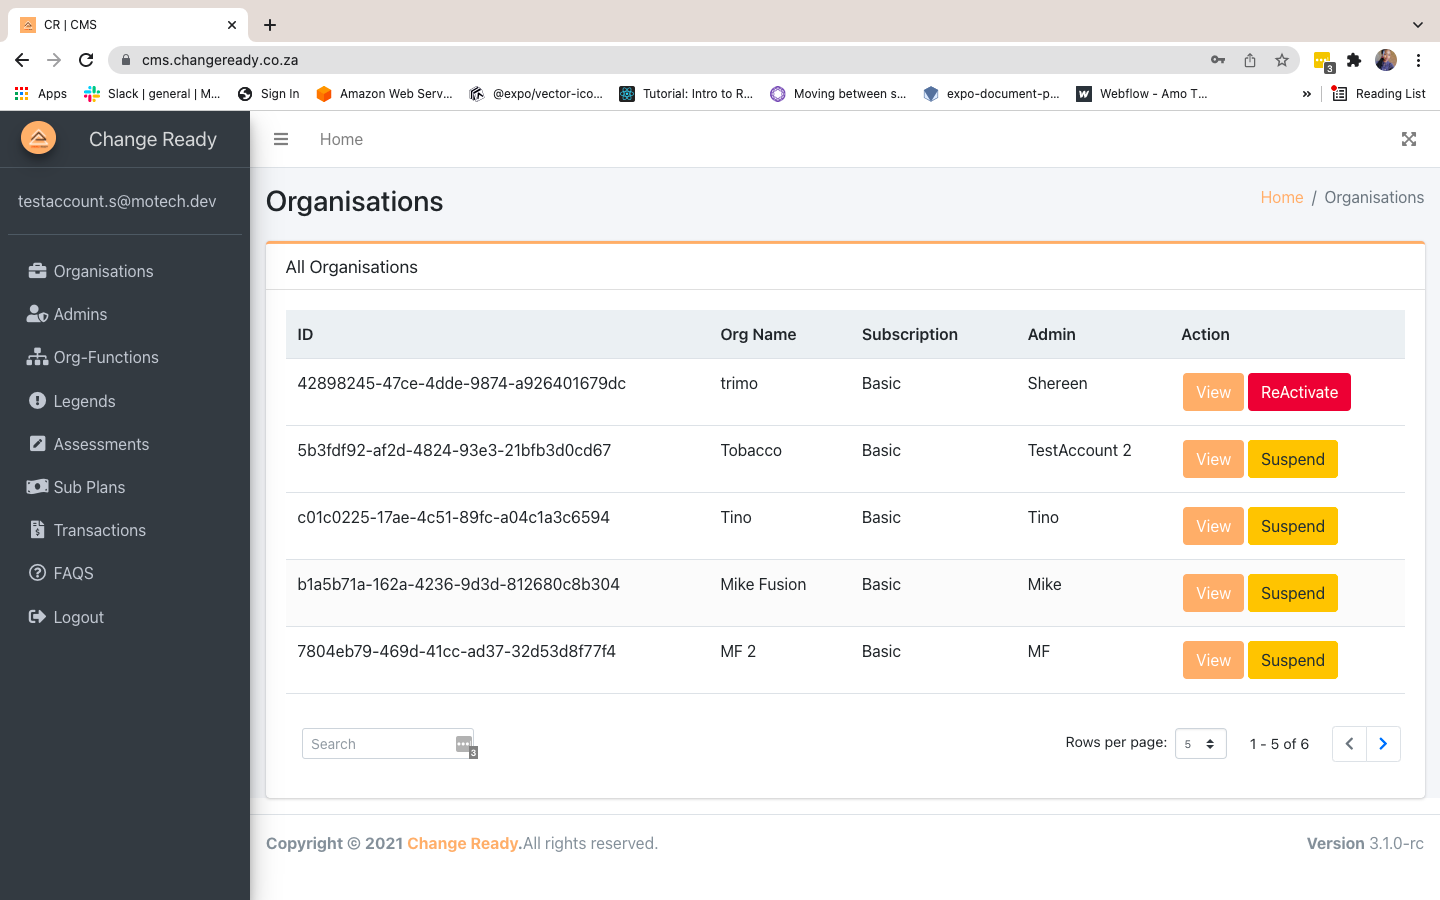 CR | CMS
cms.changeready.co.za
3
Apps
Slack | general | M...
Sign In
Amazon Web Serv...
@expo/vector-ico...
Tutorial: Intro to R...
Moving between s...
expo-document-p...
Webflow - Amo T...
»
Reading List
Change Ready
Home
testaccount.s@motech.dev
Organisations
Home / Organisations
Organisations
Admins
Org-Functions
Legends
Assessments
Sub Plans
Transactions
FAQS
Logout
All Organisations
ID Org Name Subscription Admin Action
42898245-47ce-4dde-9874-a926401679dc trimo Basic Shereen View ReActivate
5b3fdf92-af2d-4824-93e3-21bfb3d0cd67 Tobacco Basic TestAccount 2 View Suspend
c01c0225-17ae-4c51-89fc-a04c1a3c6594 Tino Basic Tino View Suspend
b1a5b71a-162a-4236-9d3d-812680c8b304 Mike Fusion Basic Mike View Suspend
7804eb79-469d-41cc-ad37-32d53d8f77f4 MF 2 Basic MF View Suspend
Search 3 Rows per page: 5 1 - 5 of 6
Copyright © 2021 Change Ready.All rights reserved. Version 3.1.0-rc